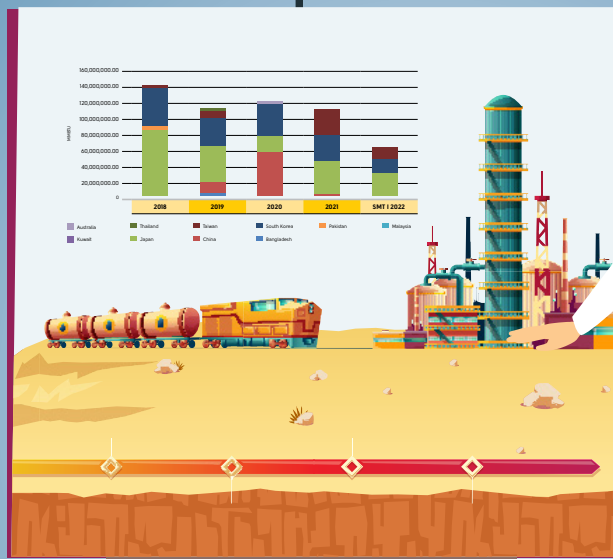 160,000,000.00
140,000,000.00
120,000,000.00
100,000,000.00
80,000,000.00
60,000,000.00
40,000,000.00
20,000,000.00
0
MMBTU
2018 2019 2020 2021 SMT I 2022
Australia Thailand Taiwan South Korea Pakistan Malaysia
Kuwait Japan China Bangladesh